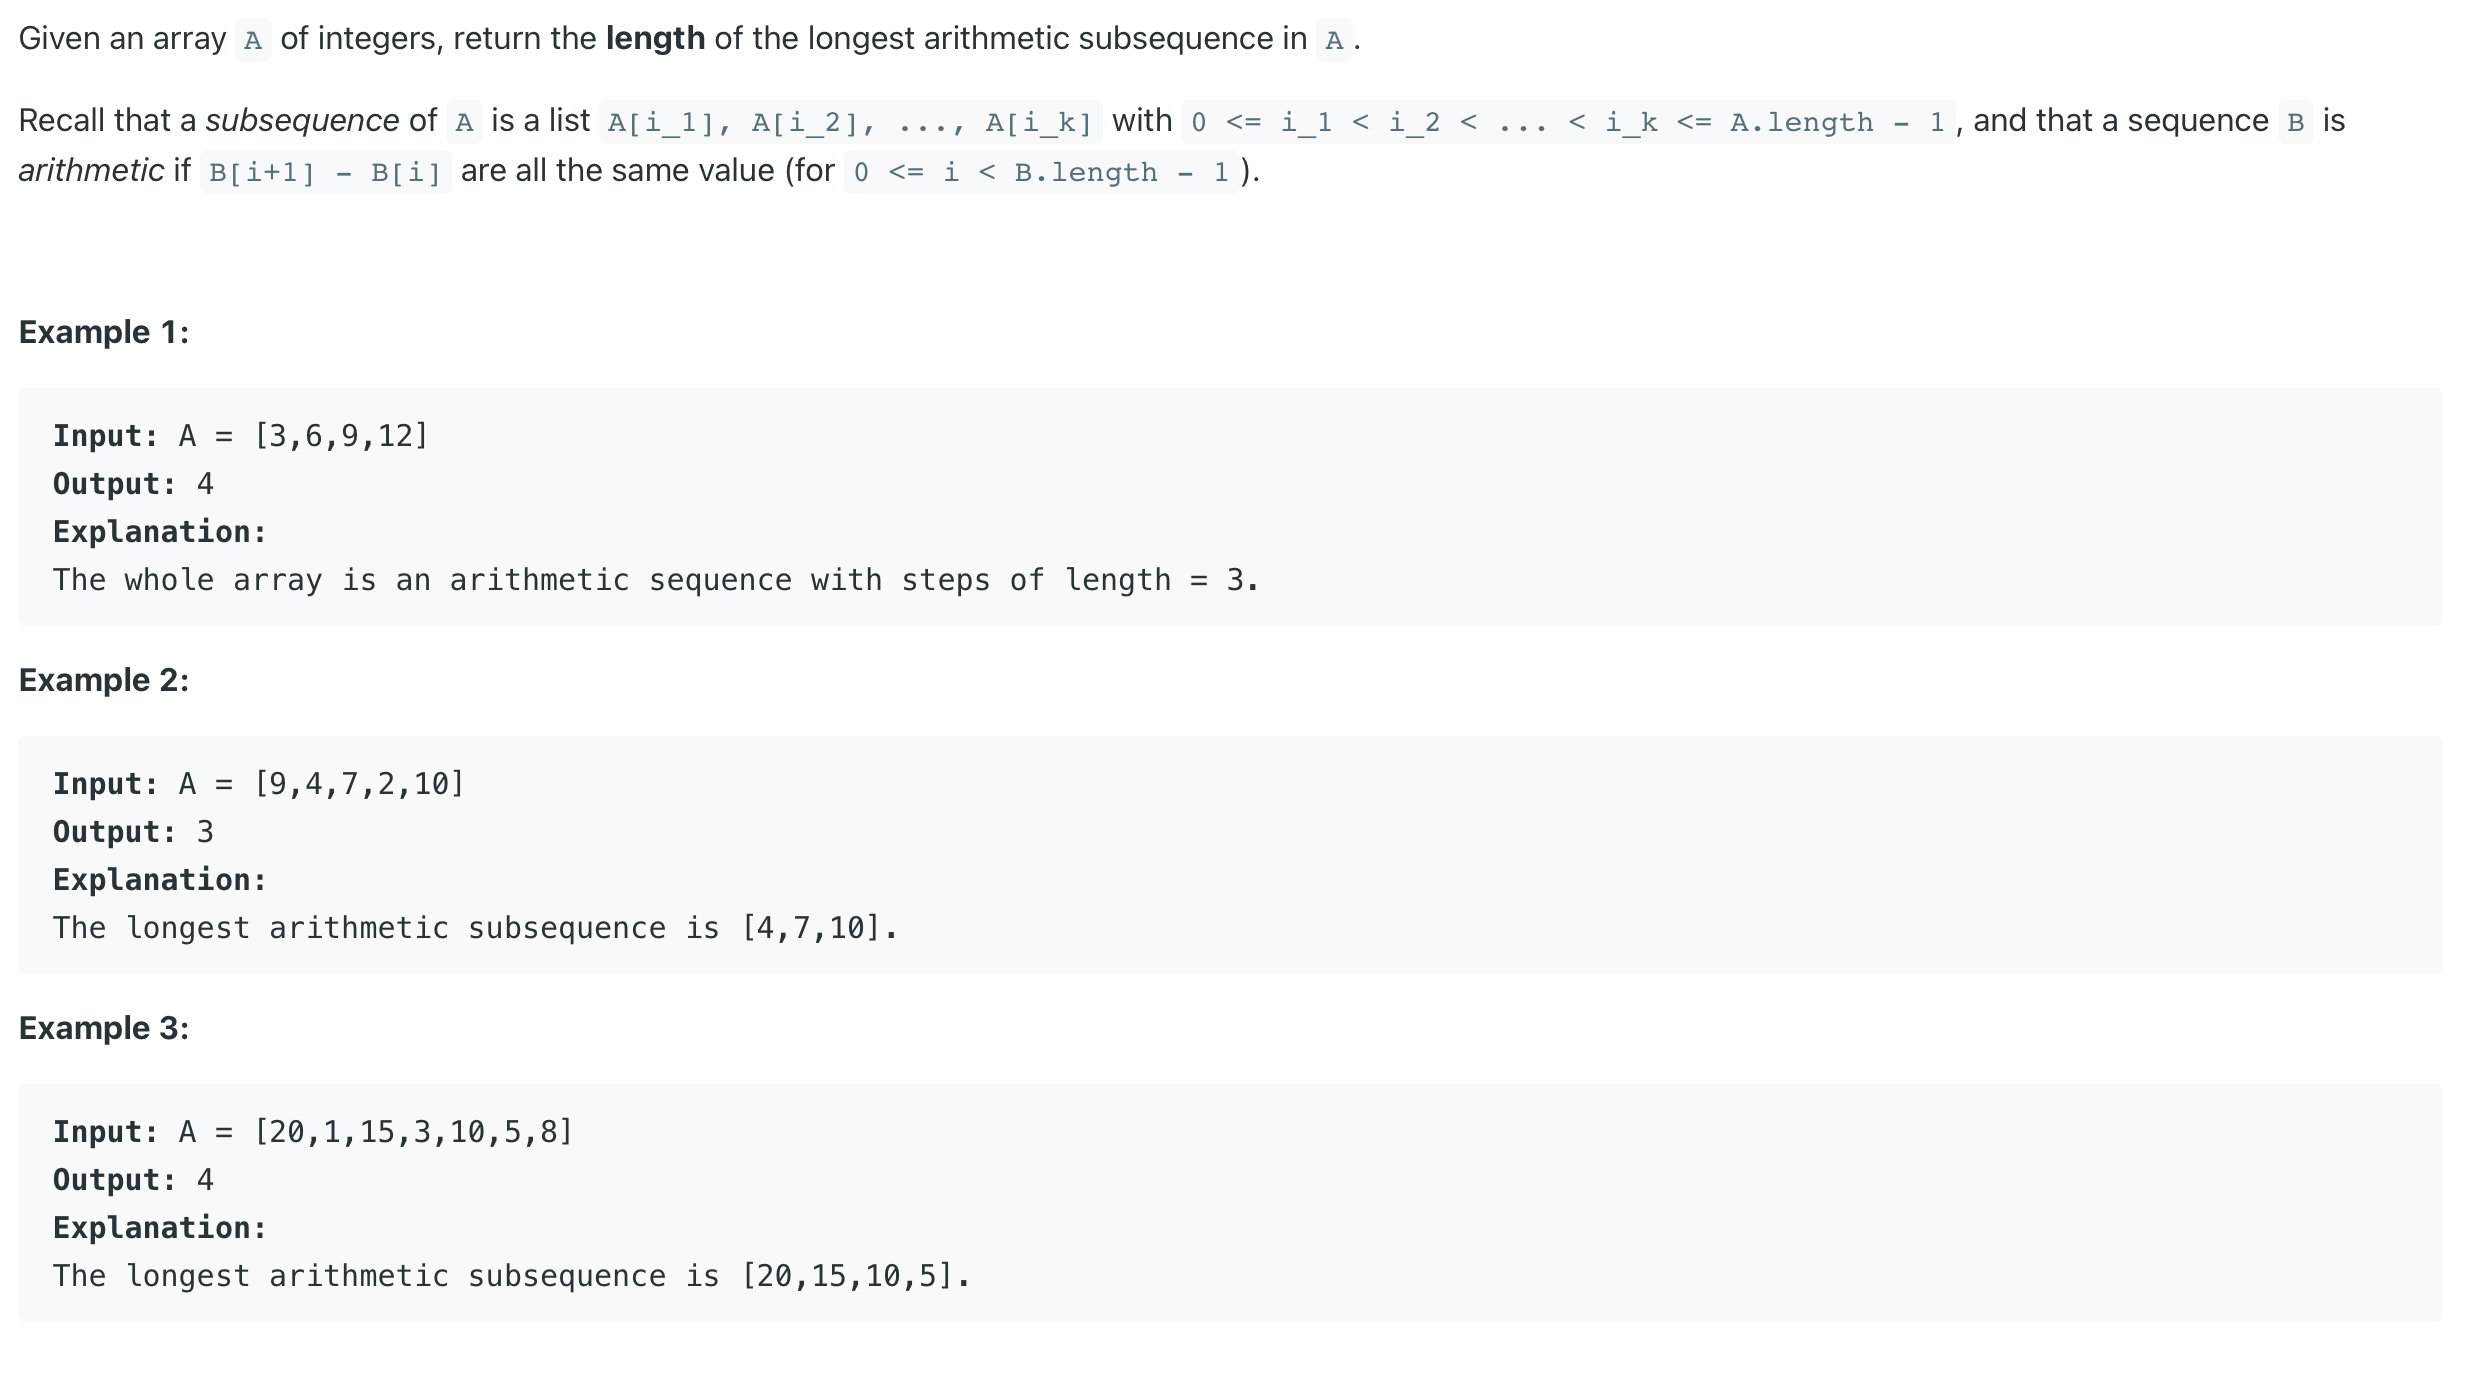 Given an array A of integers, return the length of the longest arithmetic subsequence in A.
Recall that a subsequence of A is a list A[i_1], A[i_2], ..., A[i_k] with 0 <= i_1 < i_2 < ... < i_k <= A.length - 1, and that a sequence B is
arithmetic if B[i+1] - B[i] are all the same value (for 0 <= i < B.length - 1).
Example 1:
Input: A = [3,6,9,12]
Output: 4
Explanation:
The whole array is an arithmetic sequence with steps of length = 3.
Example 2:
Input: A = [9,4,7,2,10]
Output: 3
Explanation:
The longest arithmetic subsequence is [4,7,10].
Example 3:
Input: A = [20,1,15,3,10,5,8]
Output: 4
Explanation:
The longest arithmetic subsequence is [20,15,10,5].